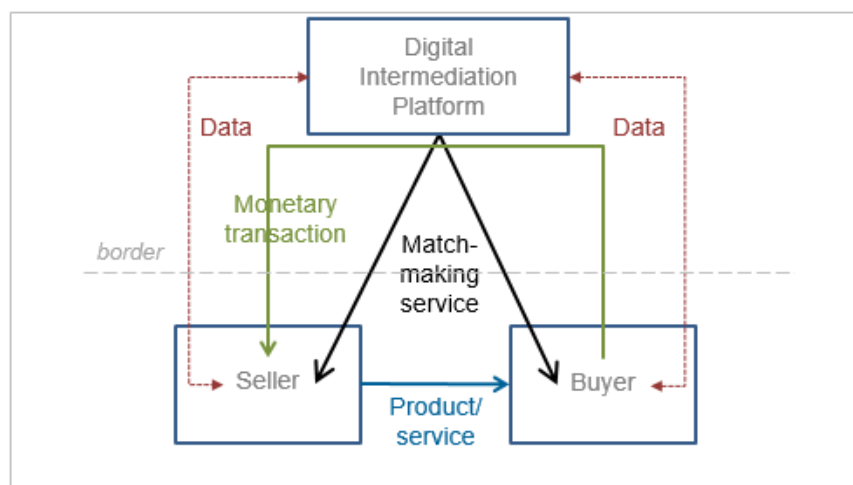 Digital
Intermediation
Platform
Data
Data
Monetary
transaction
border
Match-
making
service
Seller
Buyer
Product/
service